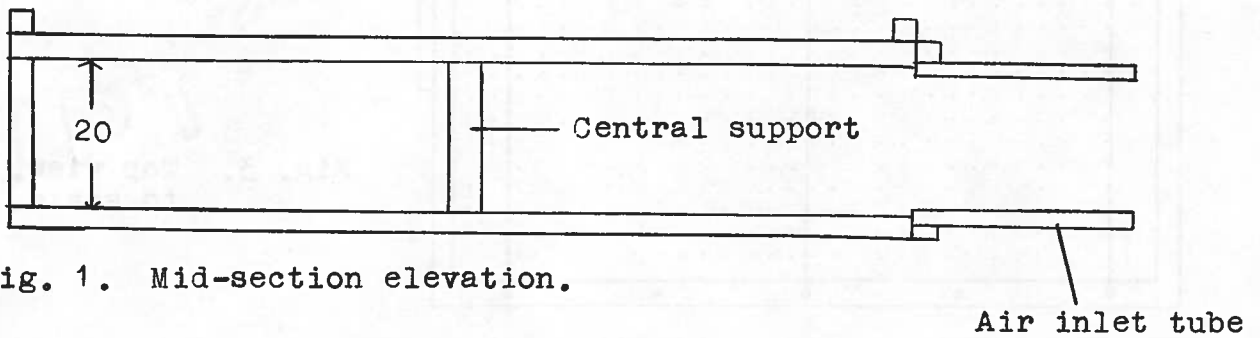 20
Central support
ig. 1. Mid-section elevation.
Air inlet tube